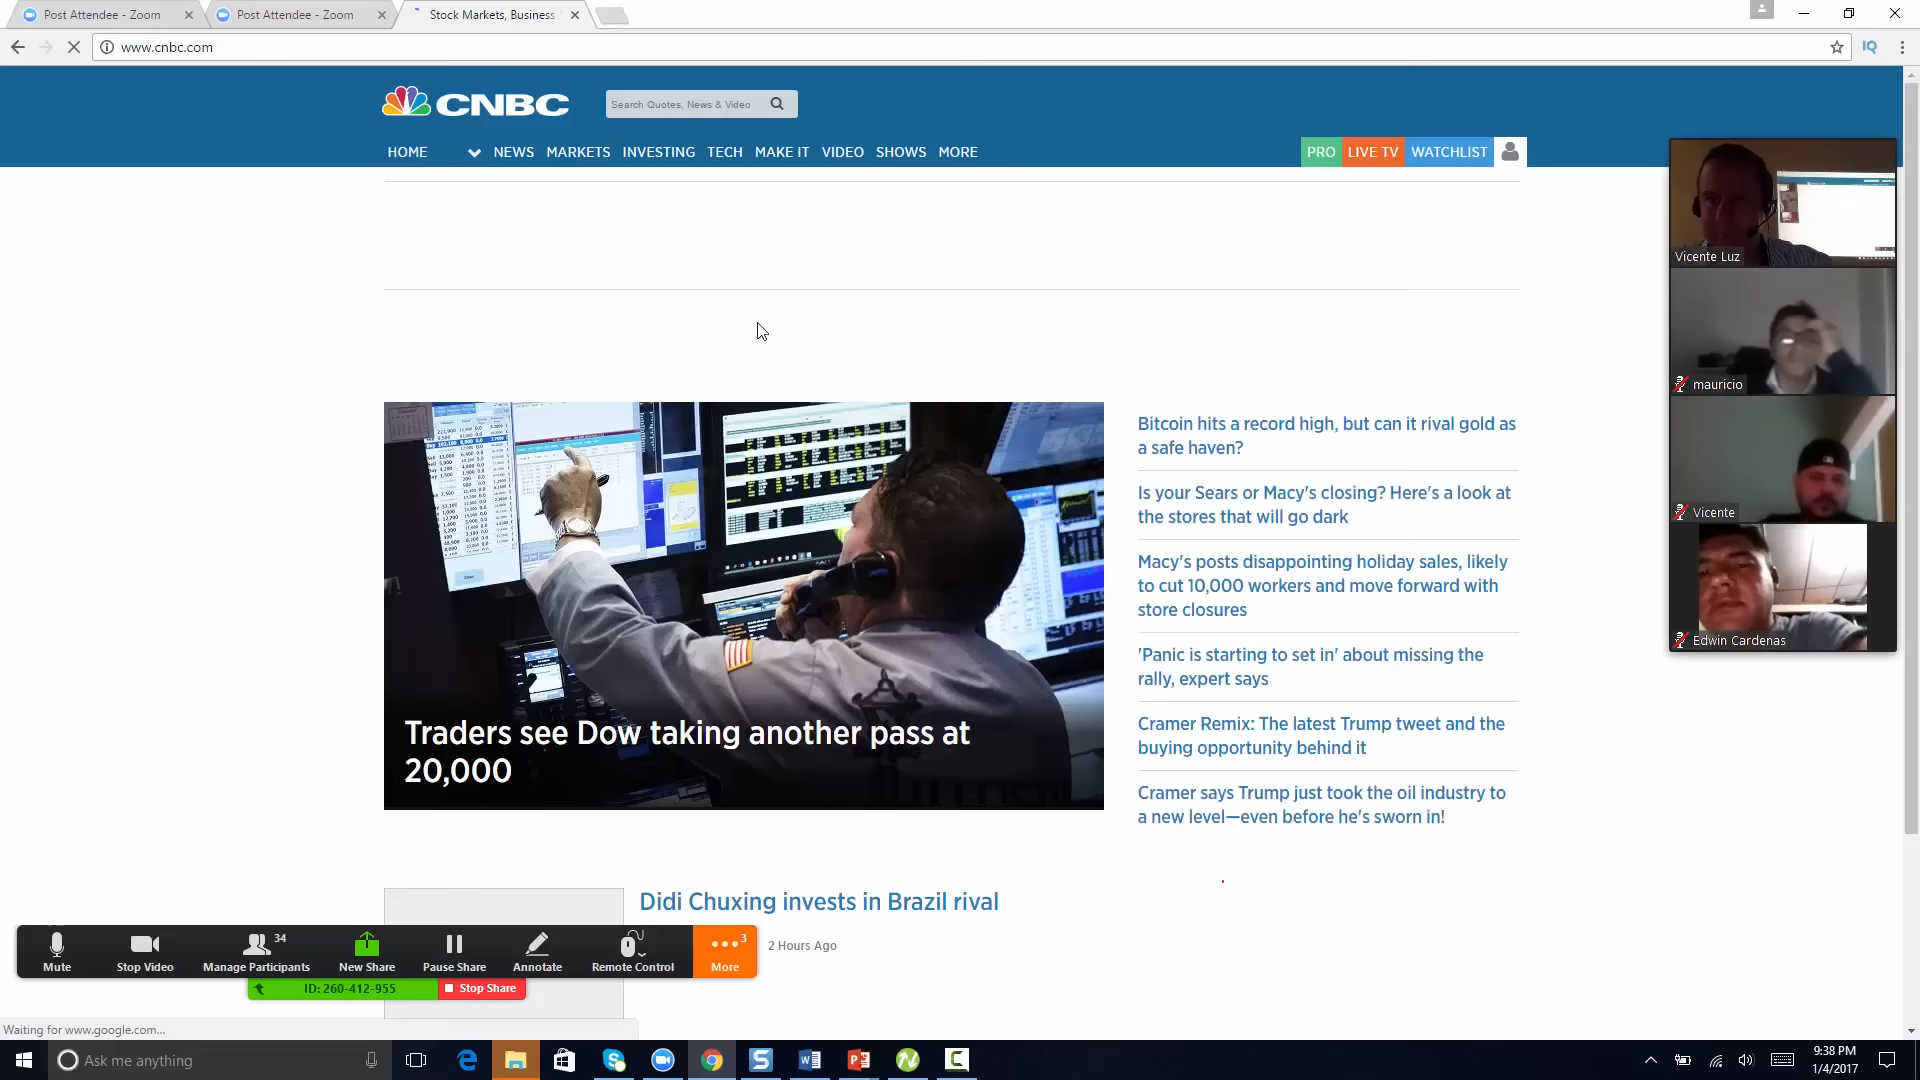 Post Attendee - Zoom
Post Attendee - Zoom
Stock Markets, Business
www.cnbc.com
IQ
CNBC
Search Quotes, News & Video
HOME NEWS MARKETS INVESTING TECH MAKE IT VIDEO SHOWS MORE
PRO LIVE TV WATCHLIST
Vicente Luz
mauricio
Vicente
Edwin Cardenas
Traders see Dow taking another pass at
20,000
Bitcoin hits a record high, but can it rival gold as
a safe haven?
Is your Sears or Macy's closing? Here's a look at
the stores that will go dark
Macy's posts disappointing holiday sales, likely
to cut 10,000 workers and move forward with
store closures
'Panic is starting to set in' about missing the
rally, expert says
Cramer Remix: The latest Trump tweet and the
buying opportunity behind it
Cramer says Trump just took the oil industry to
a new level—even before he's sworn in!
Didi Chuxing invests in Brazil rival
2 Hours Ago
34
3
Mute Stop Video Manage Participants New Share Pause Share Annotate Remote Control More
ID: 260-412-955 Stop Share
Waiting for www.google.com...
Ask me anything
9:38 PM
1/4/2017